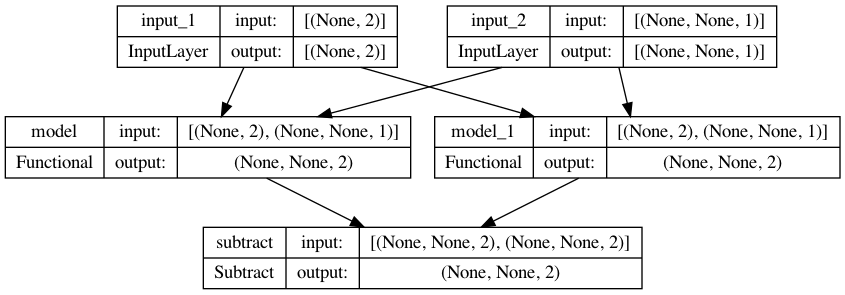 input_1 input: [(None, 2)]
InputLayer output: [(None, 2)]
input_2 input: [(None, None, 1)]
InputLayer output: [(None, None, 1)]
model input: [(None, 2), (None, None, 1)]
Functional output: (None, None, 2)
model_1 input: [(None, 2), (None, None, 1)]
Functional output: (None, None, 2)
subtract input: [(None, None, 2), (None, None, 2)]
Subtract output: (None, None, 2)